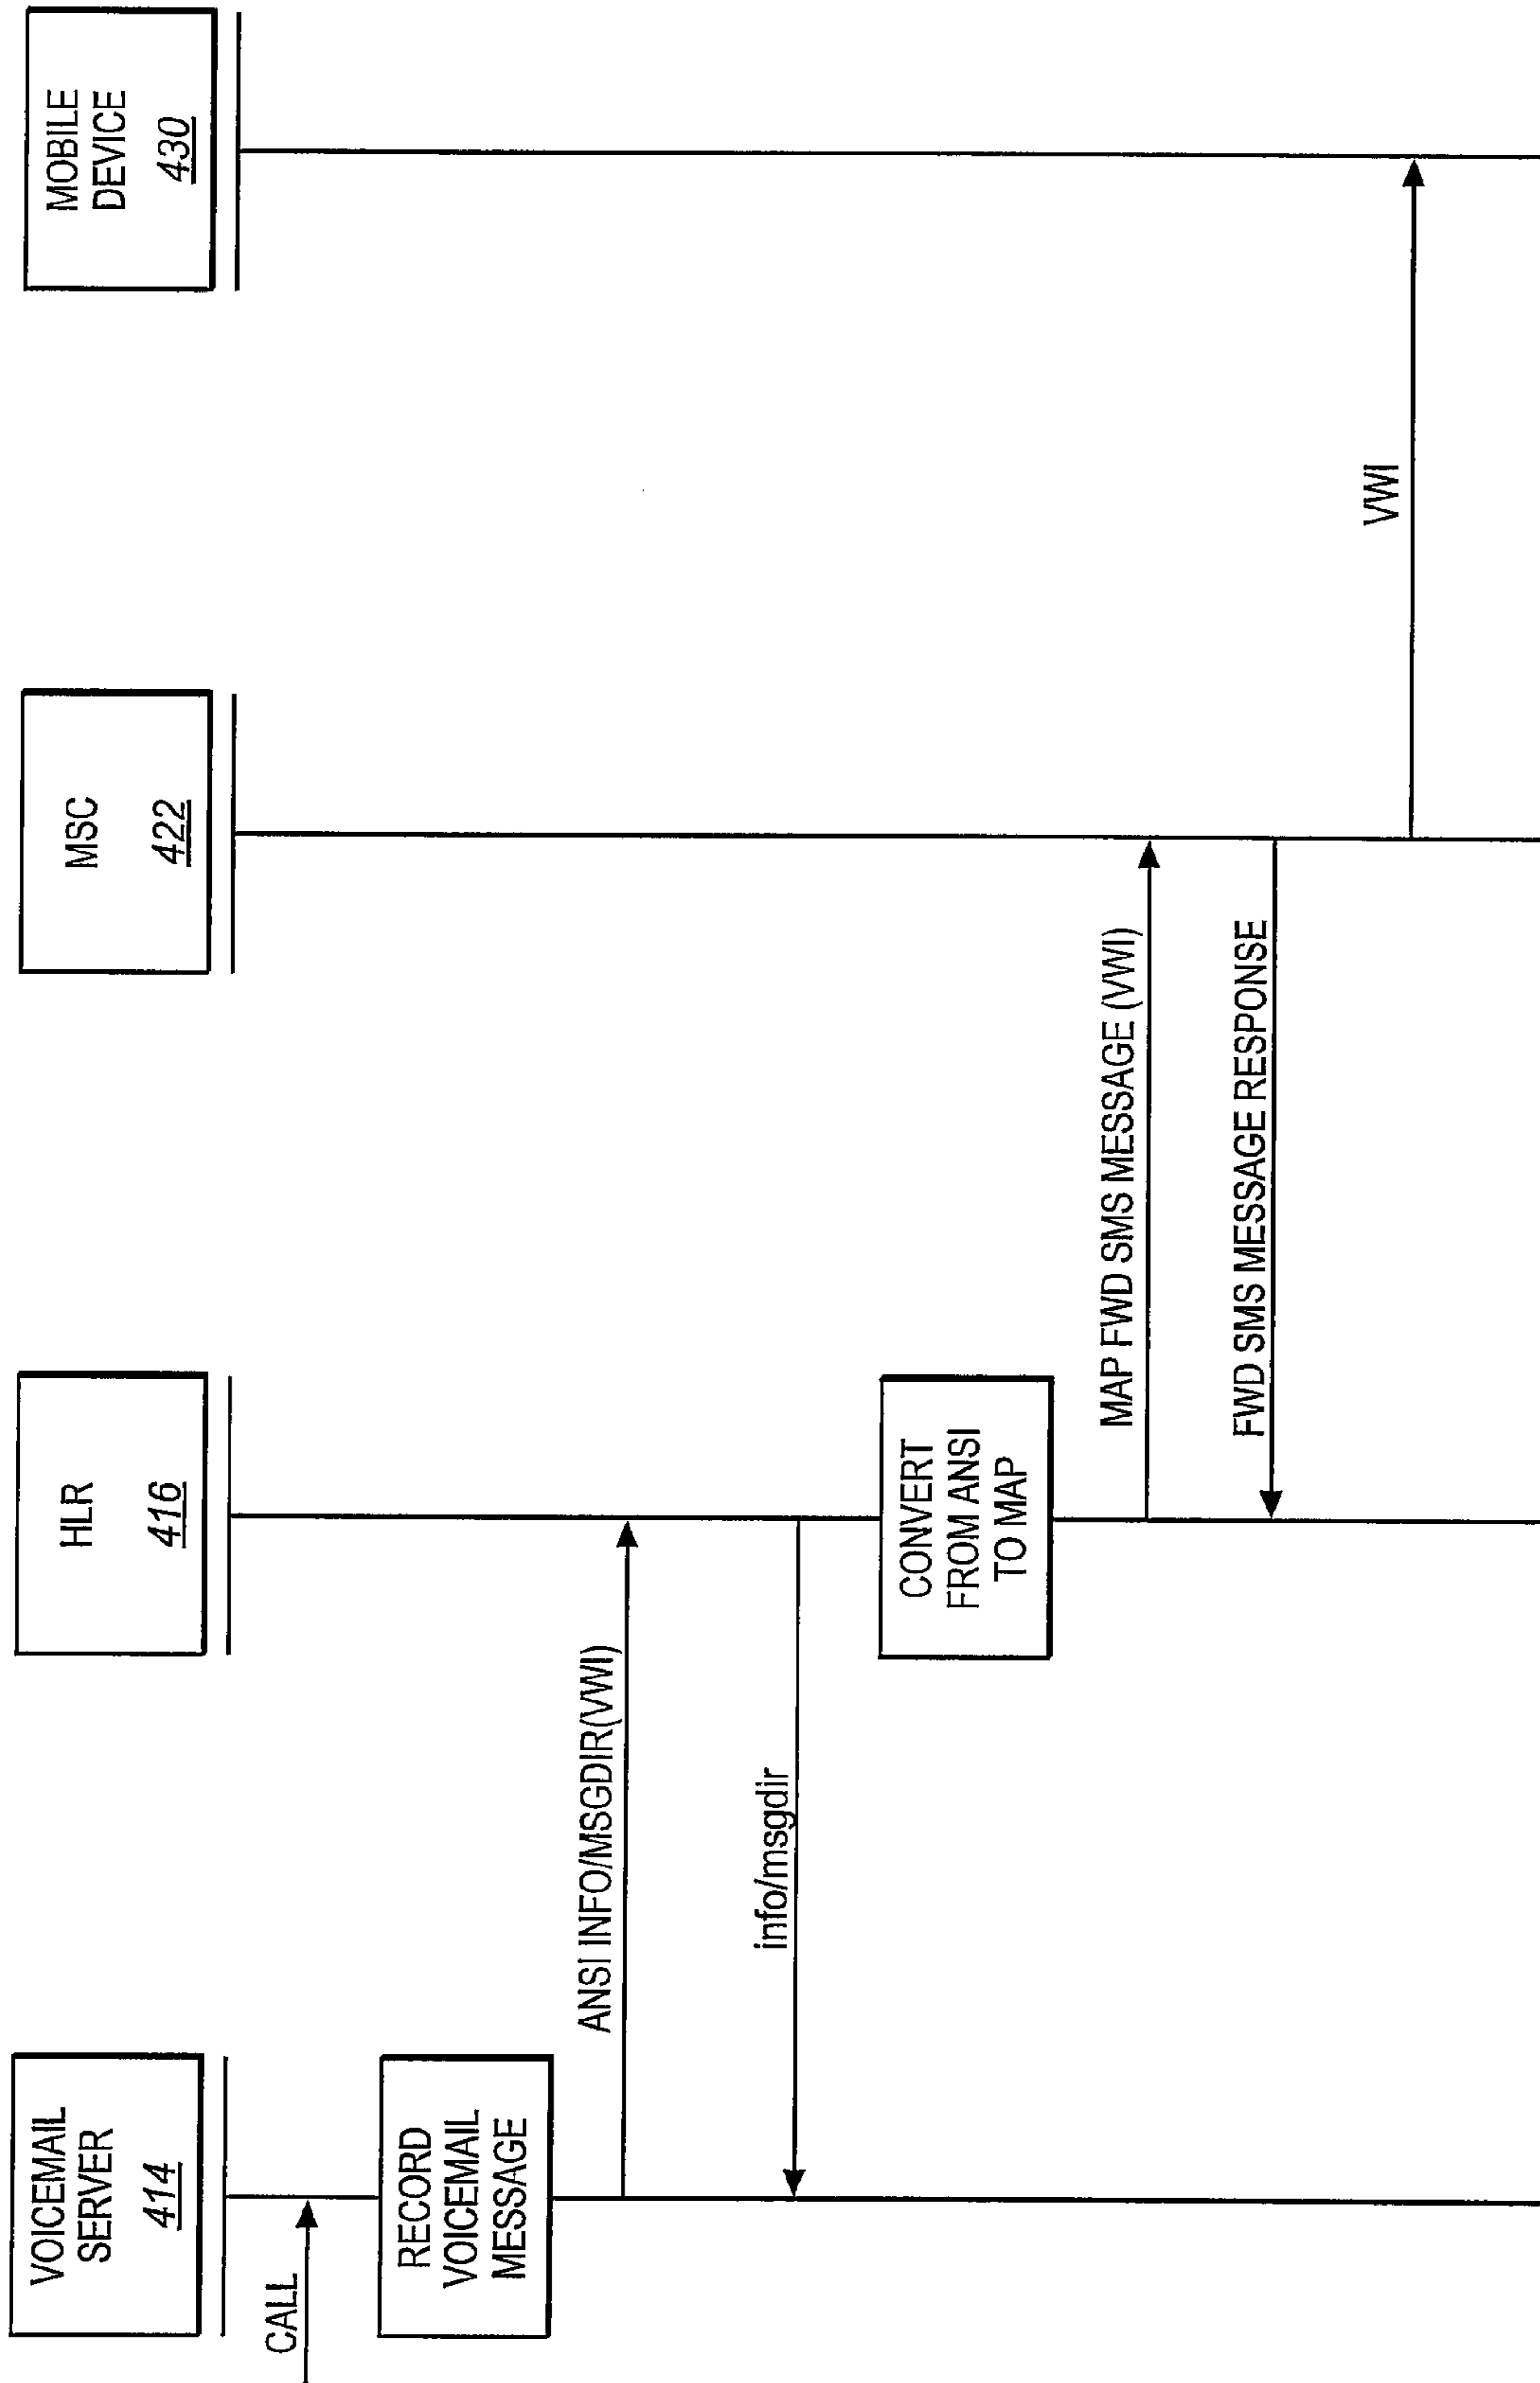 VOICEMAIL
SERVER
414
HLR
416
MSC
422
MOBILE
DEVICE
430
CALL
RECORD
VOICEMAIL
MESSAGE
ANSI INFO/MSGDIR(VWI)
info/msgdir
CONVERT
FROM ANSI
TO MAP
MAP FWD SMS MESSAGE (VWI)
FWD SMS MESSAGE RESPONSE
VWI